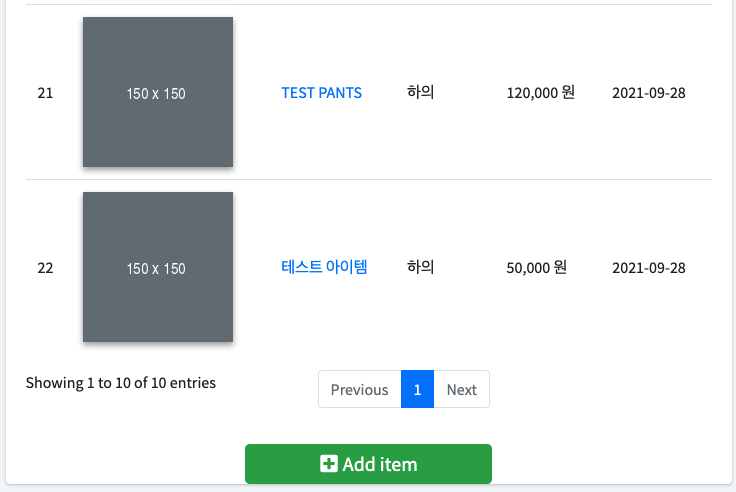 21 150 x 150 TEST PANTS 하의 120,000 원 2021-09-28
22 150 x 150 테스트 아이템 하의 50,000 원 2021-09-28
Showing 1 to 10 of 10 entries Previous 1 Next
Add item